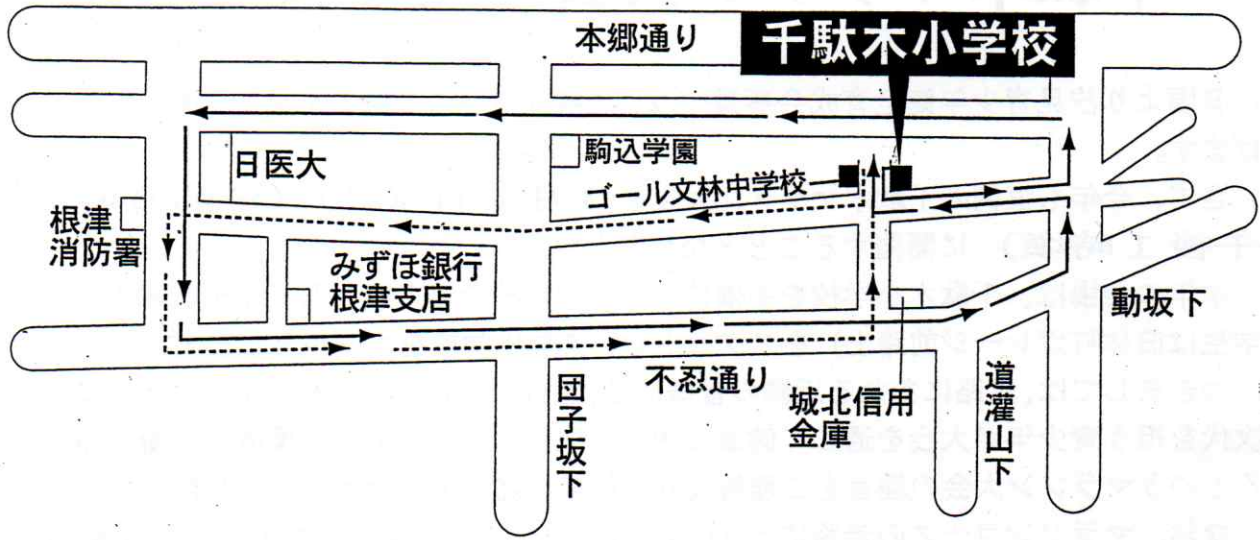 本郷通り
千駄木小学校
日医大
駒込学園
ゴール文林中学校
根津
消防署
みずほ銀行
根津支店
動坂下
不忍通り
団子坂下
城北信用
金庫
道灌山下